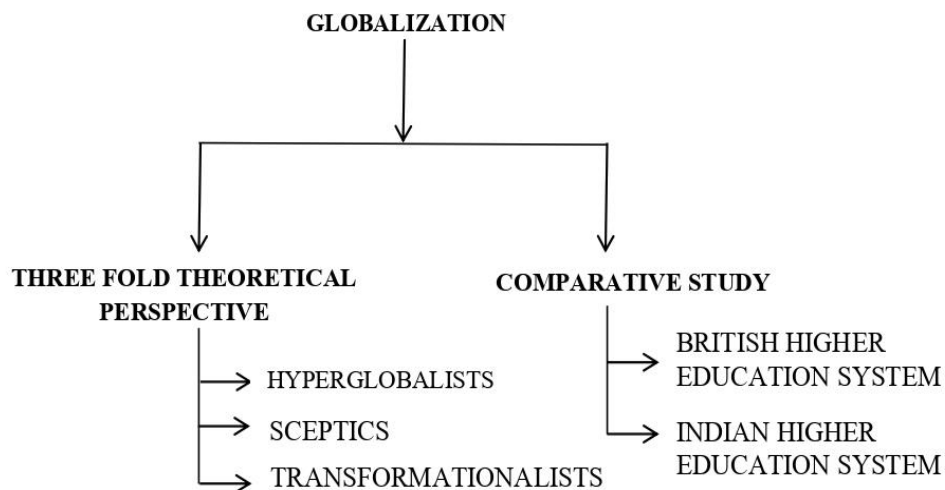 GLOBALIZATION
THREE FOLD THEORETICAL
PERSPECTIVE
HYPERGLOBALISTS
SCEPTICS
TRANSFORMATIONALISTS
COMPARATIVE STUDY
BRITISH HIGHER
EDUCATION SYSTEM
INDIAN HIGHER
EDUCATION SYSTEM